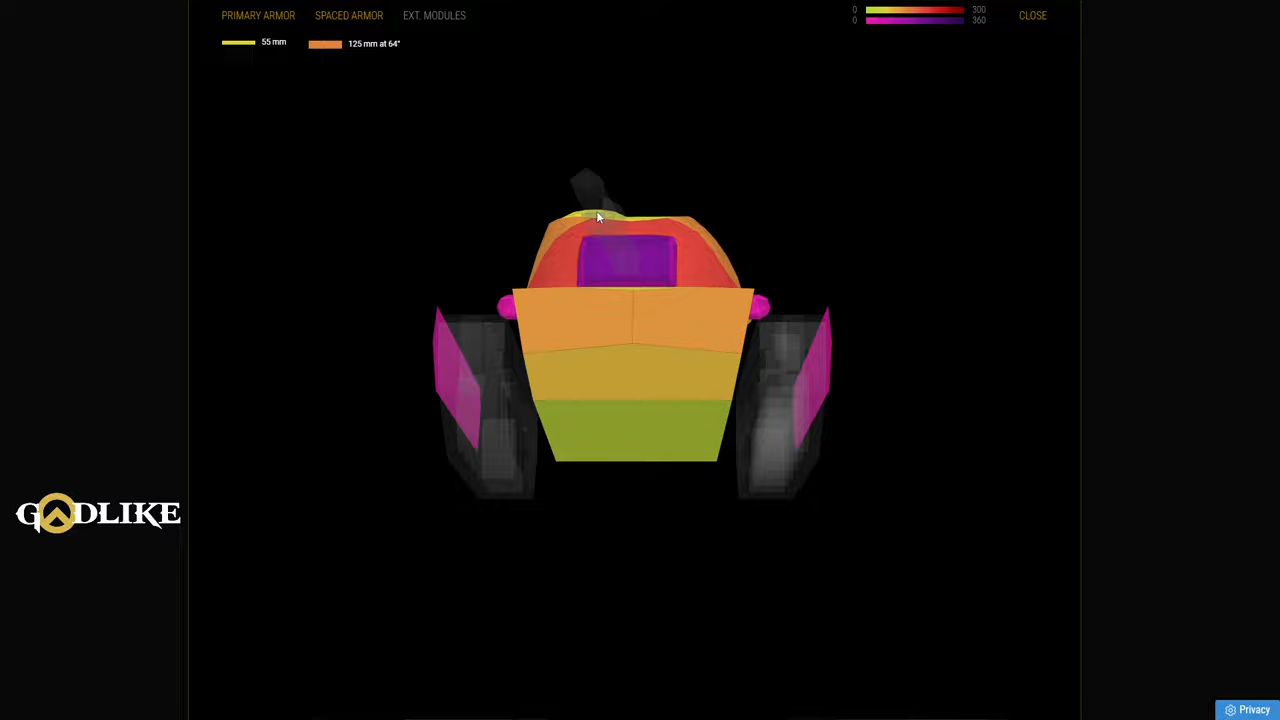 PRIMARY ARMOR SPACED ARMOR EXT. MODULES 0 300 CLOSE
0 360
55 mm 125 mm at 64°
GODLIKE
Privacy